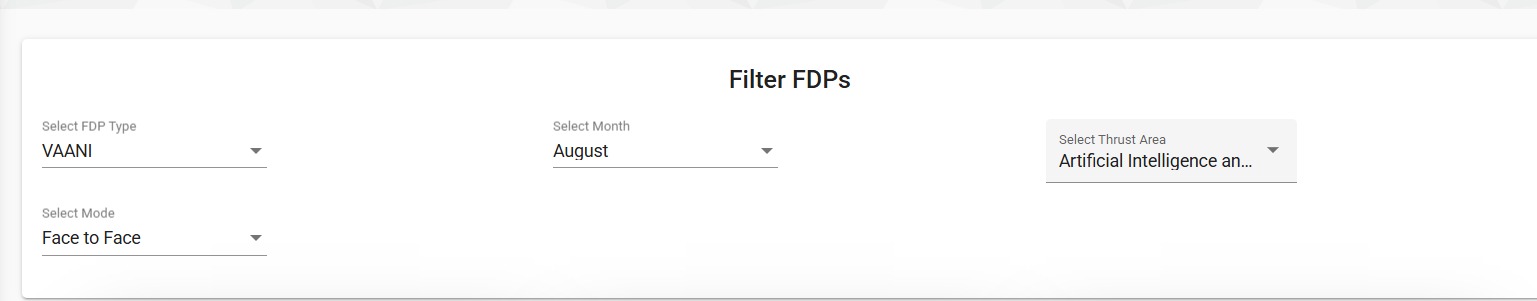 Filter FDPs
Select FDP Type
VAANI
Select Month
August
Select Thrust Area
Artificial Intelligence an...
Select Mode
Face to Face